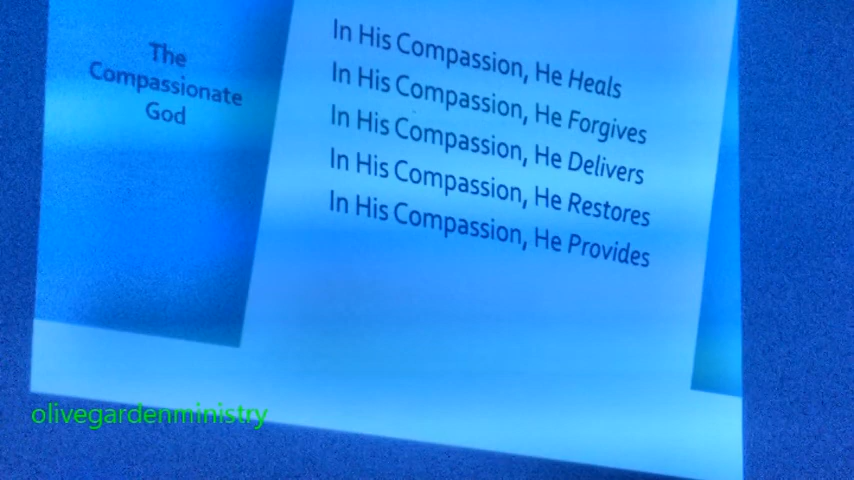 The
Compassionate
God
In His Compassion, He Heals
In His Compassion, He Forgives
In His Compassion, He Delivers
In His Compassion, He Restores
In His Compassion, He Provides
olivegardenministry